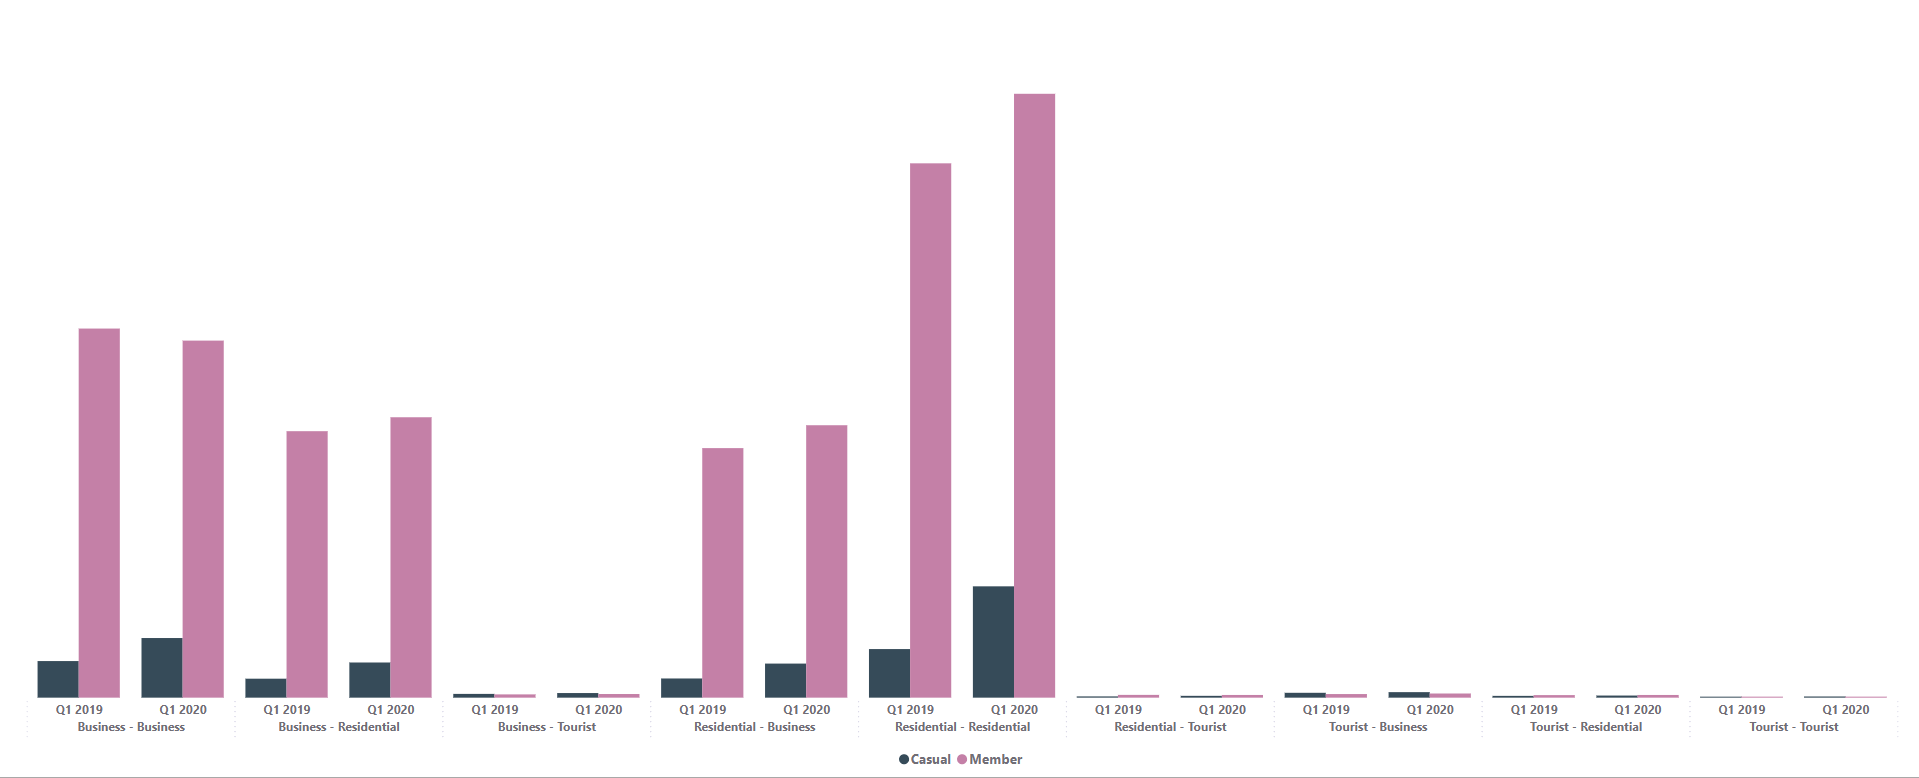 Q1 2019 Q1 2020 Q1 2019 Q1 2020 Q1 2019 Q1 2020 Q1 2019 Q1 2020 Q1 2019 Q1 2020 Q1 2019 Q1 2020 Q1 2019 Q1 2020 Q1 2019 Q1 2020 Q1 2019 Q1 2020
Business - Business Business - Residential Business - Tourist Residential - Business Residential - Residential Residential - Tourist Tourist - Business Tourist - Residential Tourist - Tourist
Casual Member